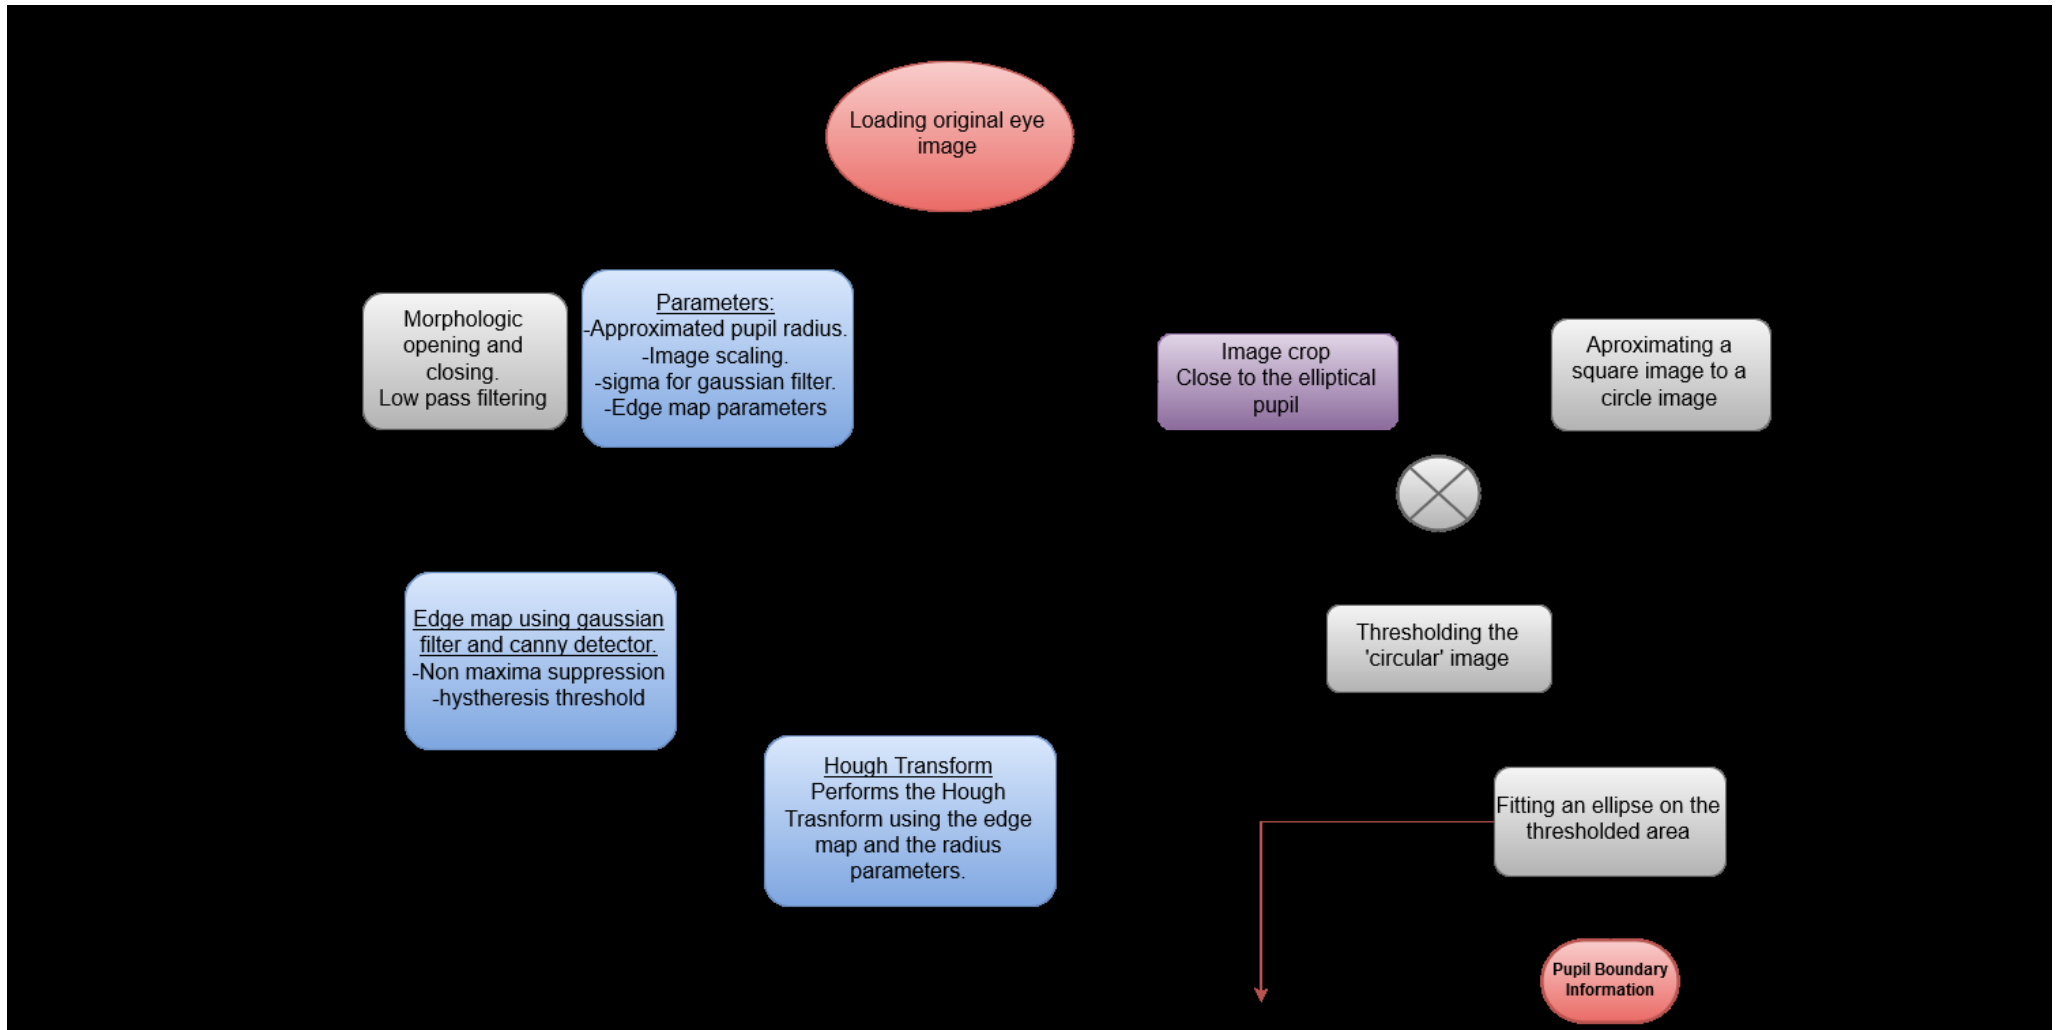 Loading original eye
image
Morphologic
opening and
closing.
Low pass filtering
Parameters:
-Approximated pupil radius.
-Image scaling.
-sigma for gaussian filter.
-Edge map parameters
Image crop
Close to the elliptical
pupil
Aproximating a
square image to a
circle image
Edge map using gaussian
filter and canny detector.
-Non maxima suppression
-hystheresis threshold
Thresholding the
'circular' image
Hough Transform
Performs the Hough
Trasnform using the edge
map and the radius
parameters.
Fitting an ellipse on the
thresholded area
Pupil Boundary
Information